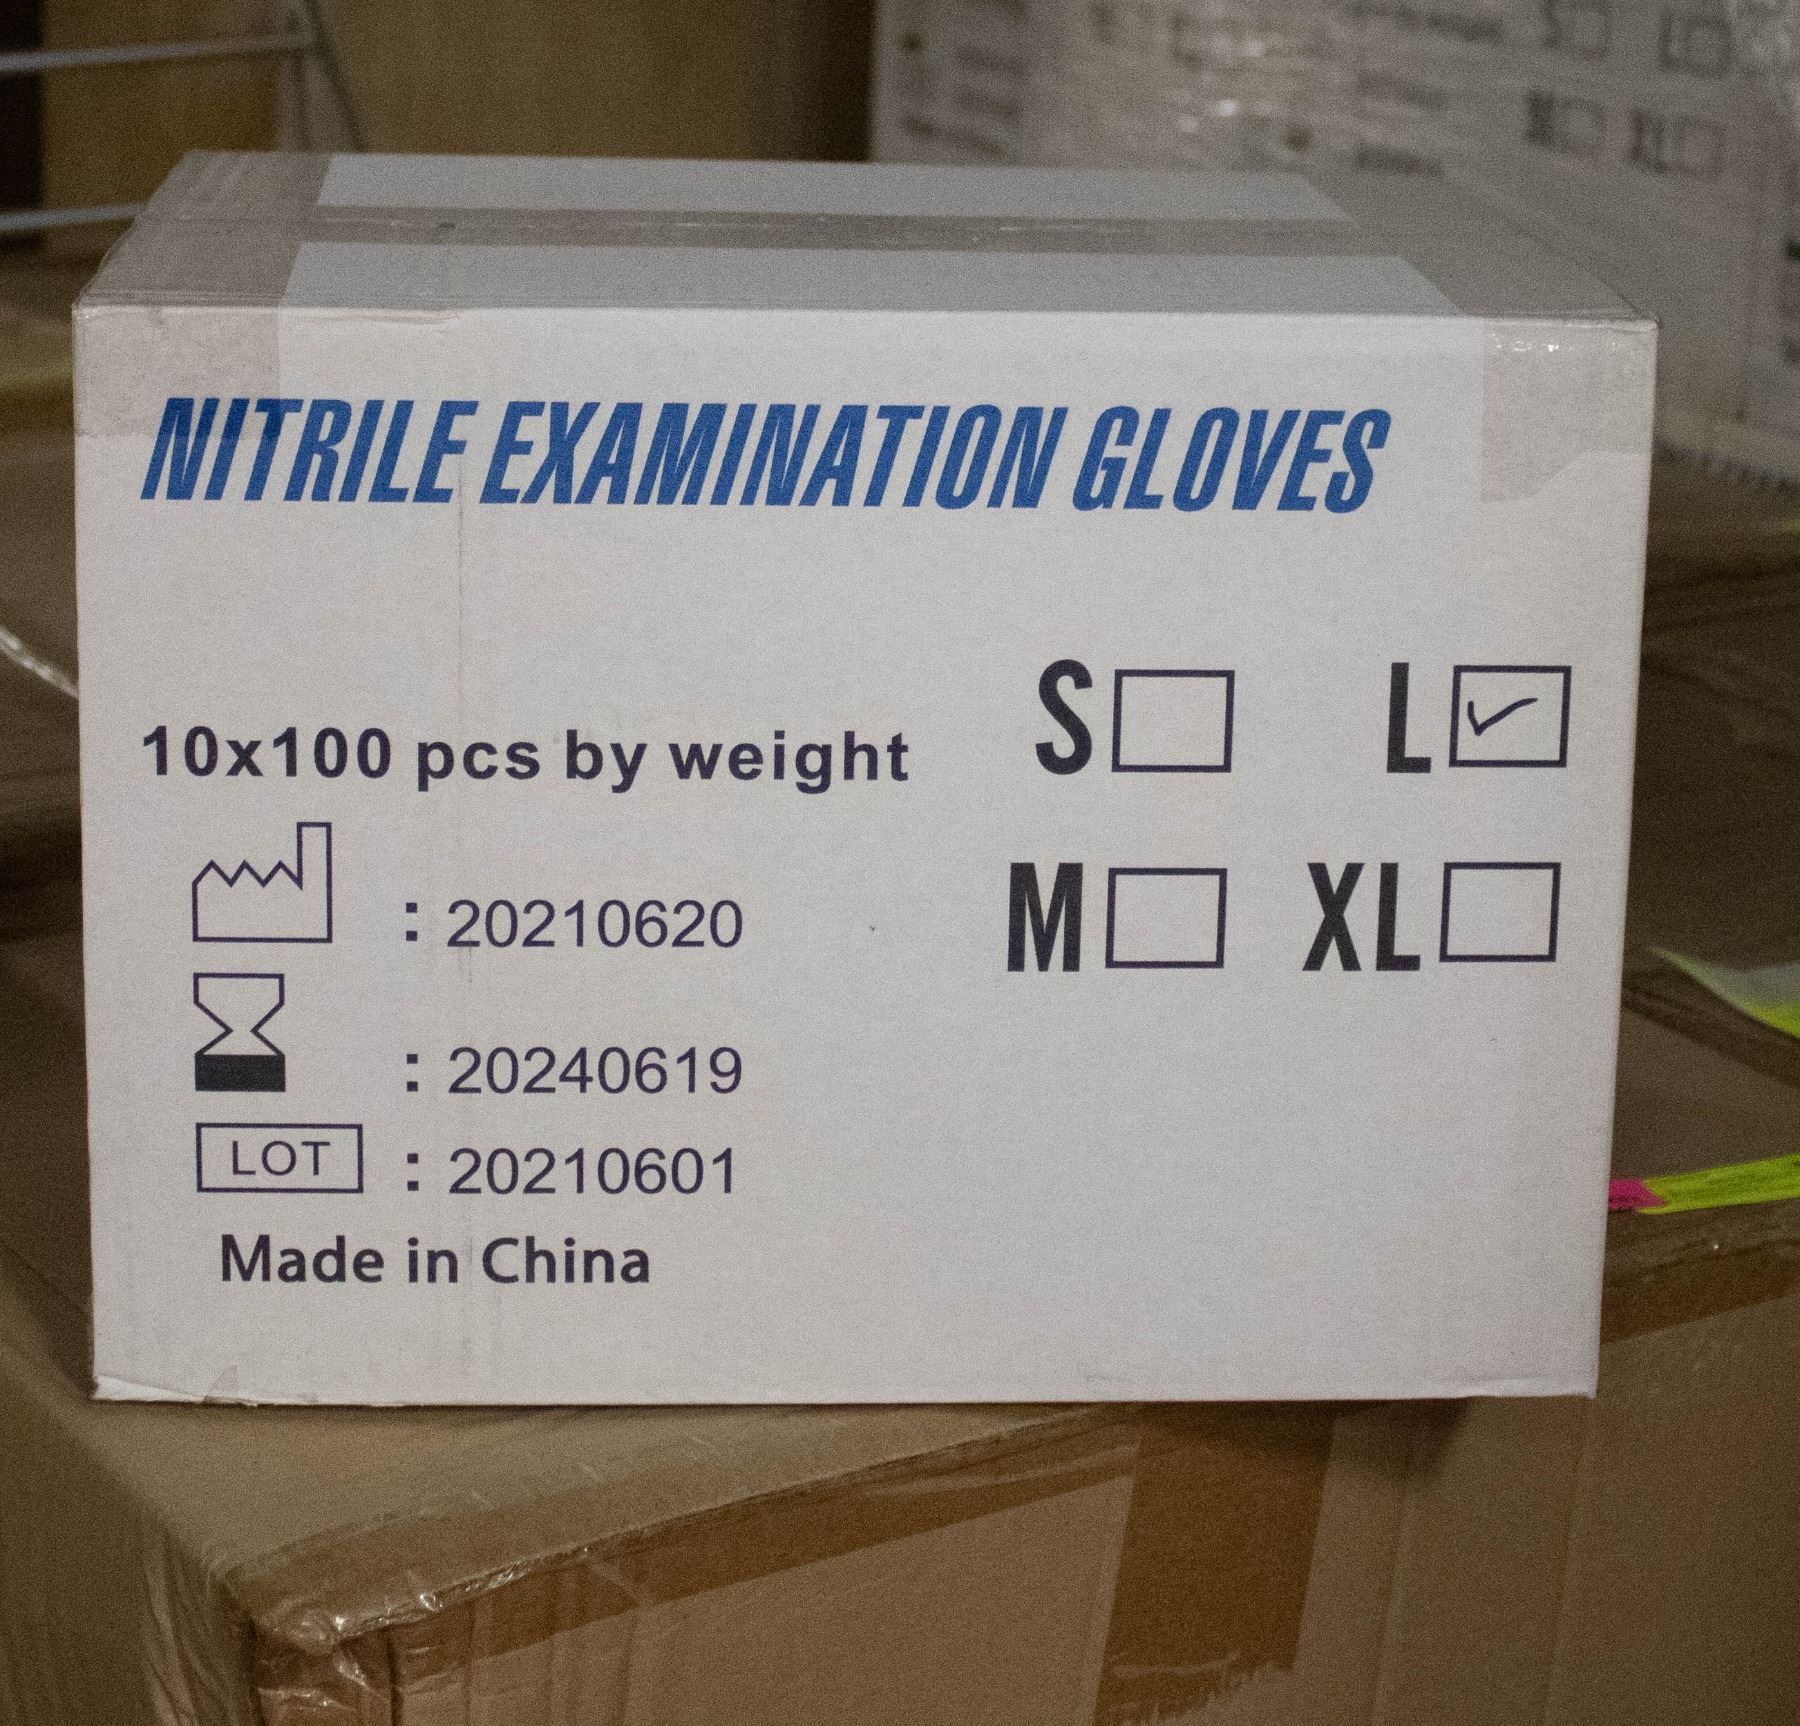 NITRILE EXAMINATION GLOVES
10x100 pcs by weight
S L
M XL
: 20210620
: 20240619
LOT : 20210601
Made in China